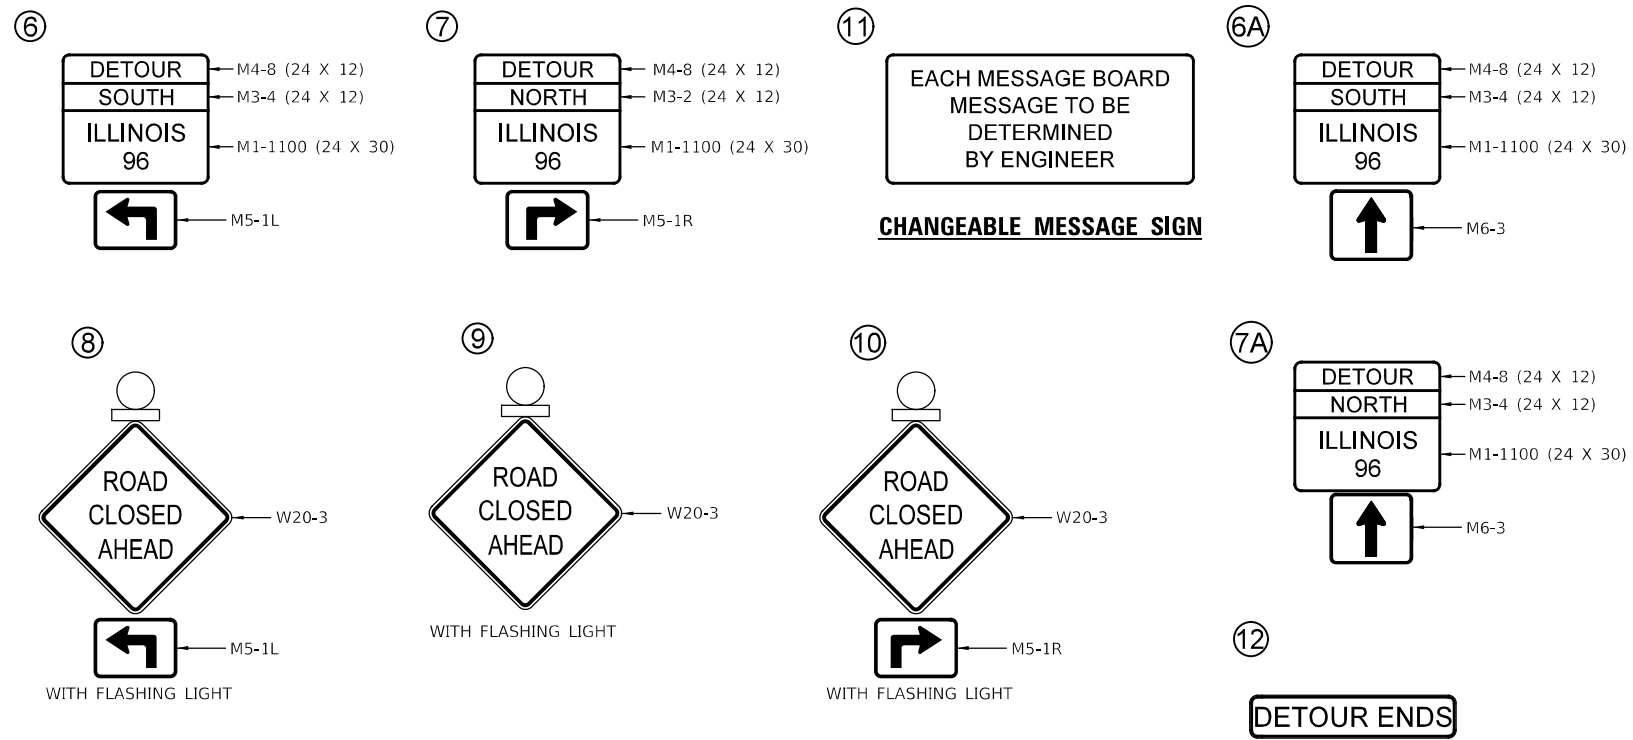 6
DETOUR
M4-8 (24 X 12)
SOUTH
M3-4 (24 X 12)
ILLINOIS
96
M1-1100 (24 X 30)
M5-1L
7
DETOUR
M4-8 (24 X 12)
NORTH
M3-2 (24 X 12)
ILLINOIS
96
M1-1100 (24 X 30)
M5-1R
11
EACH MESSAGE BOARD
MESSAGE TO BE
DETERMINED
BY ENGINEER
CHANGEABLE MESSAGE SIGN
6A
DETOUR
M4-8 (24 X 12)
SOUTH
M3-4 (24 X 12)
ILLINOIS
96
M1-1100 (24 X 30)
M6-3
8
ROAD
CLOSED
AHEAD
W20-3
M5-1L
WITH FLASHING LIGHT
9
ROAD
CLOSED
AHEAD
W20-3
WITH FLASHING LIGHT
10
ROAD
CLOSED
AHEAD
W20-3
M5-1R
WITH FLASHING LIGHT
7A
DETOUR
M4-8 (24 X 12)
NORTH
M3-4 (24 X 12)
ILLINOIS
96
M1-1100 (24 X 30)
M6-3
12
DETOUR ENDS